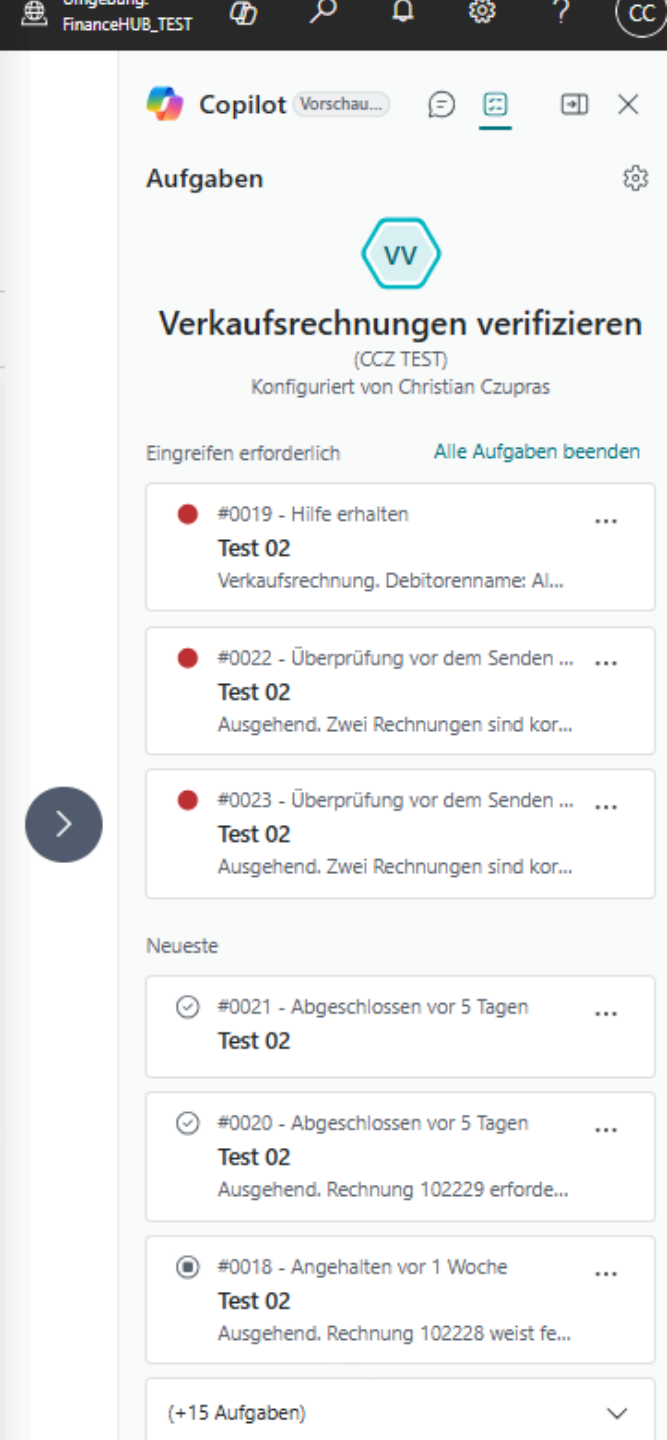 Umgebung:
FinanceHUB_TEST
?
CC
Copilot Vorschau...
Aufgaben
VV
Verkaufsrechnungen verifizieren
(CCZ TEST)
Konfiguriert von Christian Czupras
Eingreifen erforderlich Alle Aufgaben beenden
#0019 - Hilfe erhalten ...
Test 02
Verkaufsrechnung. Debitorenname: Al...
#0022 - Überprüfung vor dem Senden ... ...
Test 02
Ausgehend. Zwei Rechnungen sind kor...
#0023 - Überprüfung vor dem Senden ... ...
Test 02
Ausgehend. Zwei Rechnungen sind kor...
Neueste
#0021 - Abgeschlossen vor 5 Tagen ...
Test 02
#0020 - Abgeschlossen vor 5 Tagen ...
Test 02
Ausgehend. Rechnung 102229 erforde...
#0018 - Angehalten vor 1 Woche ...
Test 02
Ausgehend. Rechnung 102228 weist fe...
(+15 Aufgaben)